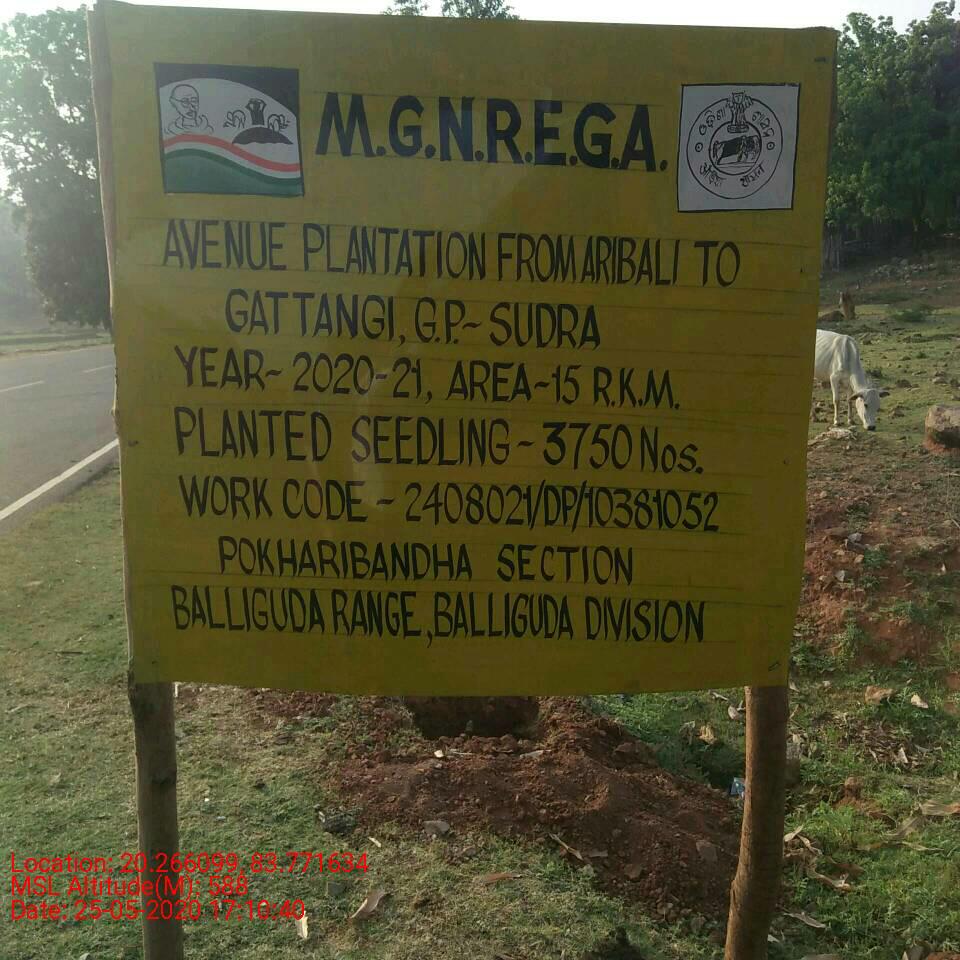 M.G.N.R.E.G.A.
ଓଡ଼ିଶା ଶାସନ
AVENUE PLANTATION FROM ARIBALI TO
GATTANGI, G.P.~ SUDRA
YEAR~ 2020-21, AREA~15 R.K.M.
PLANTED SEEDLING~ 3750 Nos.
WORK CODE ~ 2408021/DP/10381052
POKHARIBANDHA SECTION
BALLIGUDA RANGE, BALLIGUDA DIVISION
Location: 20.266099, 83.771634
MSL Altitude(M): 588
Date: 25-05-2020 17:10:40